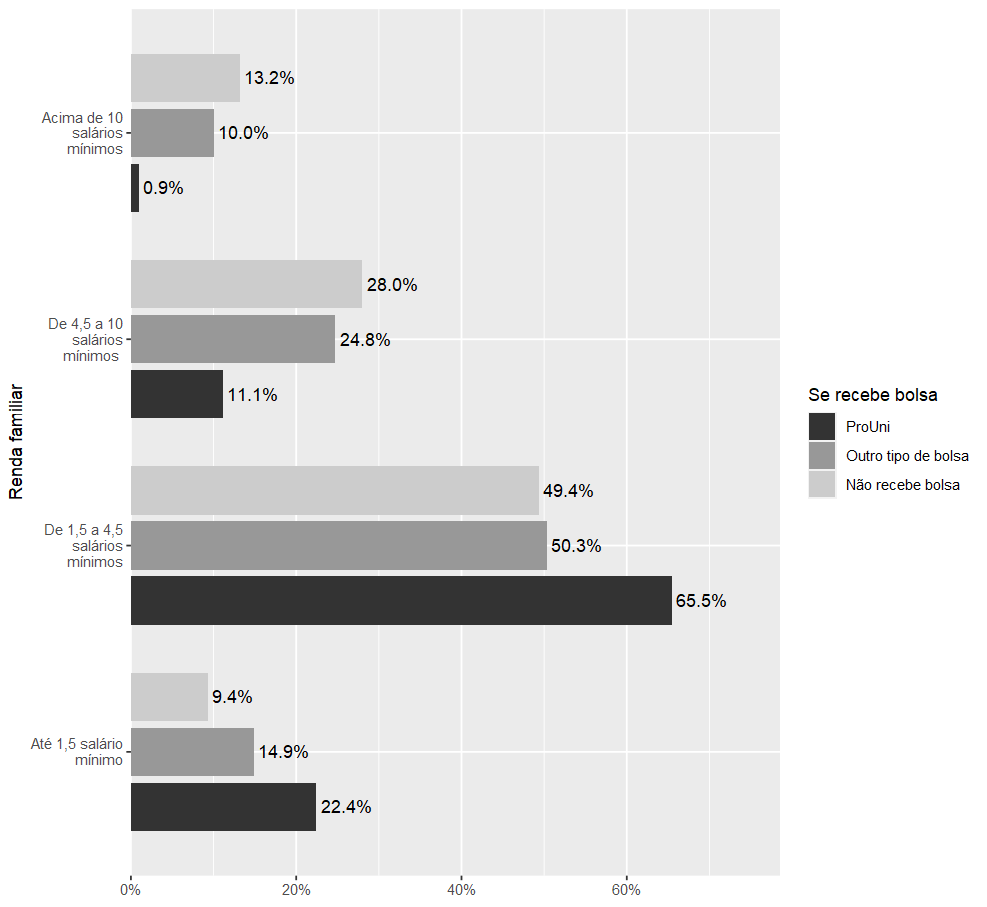 13.2%
Acima de 10
salários
mínimos
10.0%
0.9%
28.0%
De 4,5 a 10
salários
mínimos
24.8%
11.1%
Renda familiar
49.4%
De 1,5 a 4,5
salários
mínimos
50.3%
65.5%
9.4%
Até 1,5 salário
mínimo
14.9%
22.4%
0%
20%
40%
60%
Se recebe bolsa
ProUni
Outro tipo de bolsa
Não recebe bolsa